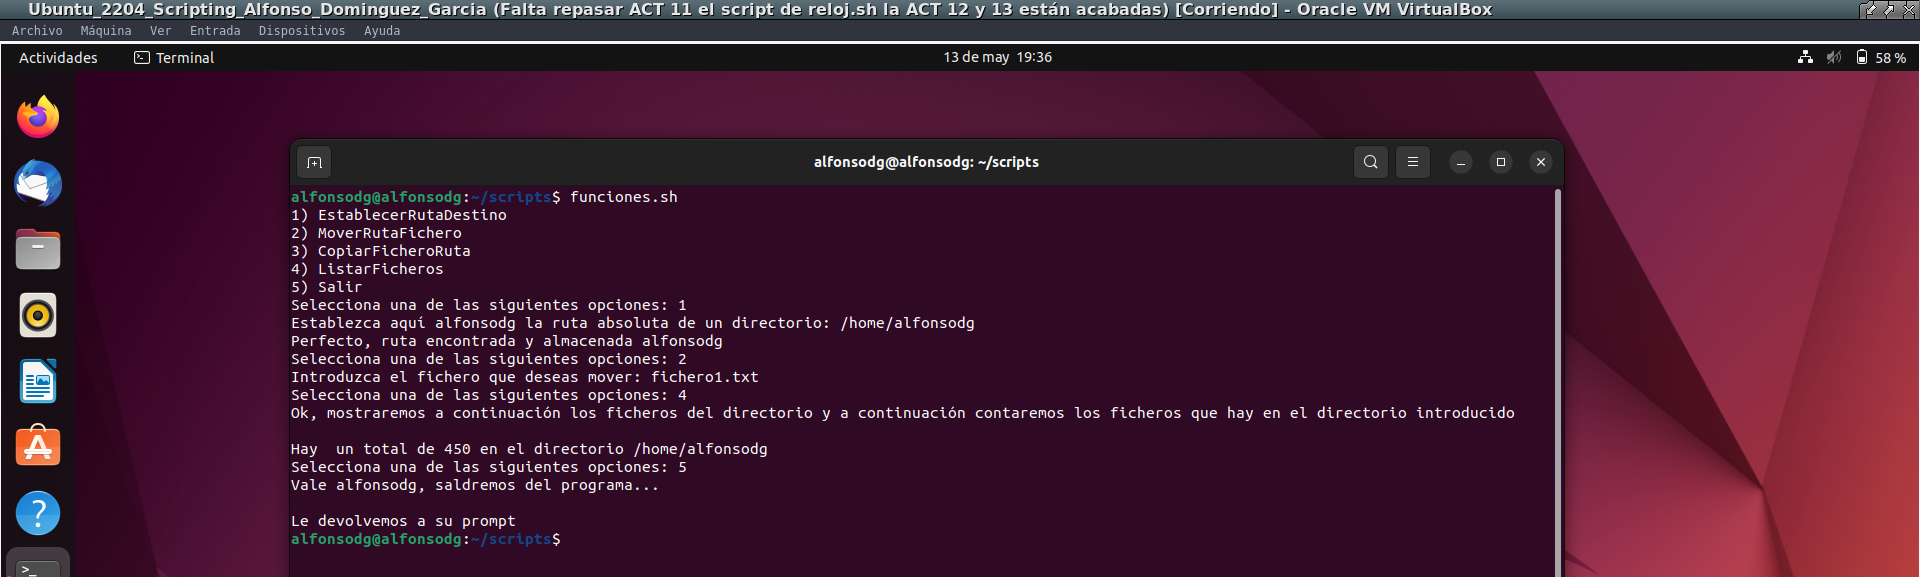 Ubuntu_2204_Scripting_Alfonso_Dominguez_Garcia (Falta repasar ACT 11 el script de reloj.sh la ACT 12 y 13 están acabadas) [Corriendo] - Oracle VM VirtualBox
Archivo Máquina Ver Entrada Dispositivos Ayuda
Actividades Terminal 13 de may 19:36 58 %
alfonsodg@alfonsodg: ~/scripts
alfonsodg@alfonsodg:~/scripts$ funciones.sh
1) EstablecerRutaDestino
2) MoverRutaFichero
3) CopiarFicheroRuta
4) ListarFicheros
5) Salir
Selecciona una de las siguientes opciones: 1
Establezca aquí alfonsodg la ruta absoluta de un directorio: /home/alfonsodg
Perfecto, ruta encontrada y almacenada alfonsodg
Selecciona una de las siguientes opciones: 2
Introduzca el fichero que deseas mover: fichero1.txt
Selecciona una de las siguientes opciones: 4
Ok, mostraremos a continuación los ficheros del directorio y a continuación contaremos los ficheros que hay en el directorio introducido
Hay  un total de 450 en el directorio /home/alfonsodg
Selecciona una de las siguientes opciones: 5
Vale alfonsodg, saldremos del programa...
Le devolvemos a su prompt
alfonsodg@alfonsodg:~/scripts$